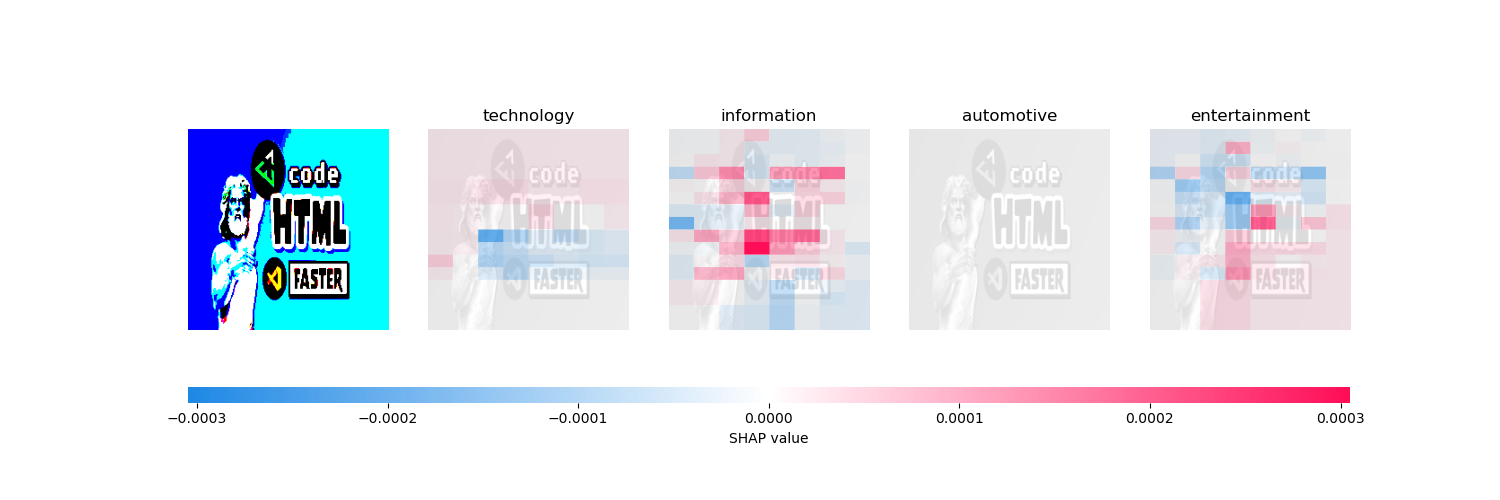 technology information automotive entertainment
code
HTML
FASTER
code code code code
HTML HTML HTML HTML
FASTER FASTER FASTER FASTER
−0.0003 −0.0002 −0.0001 0.0000 0.0001 0.0002 0.0003
SHAP value